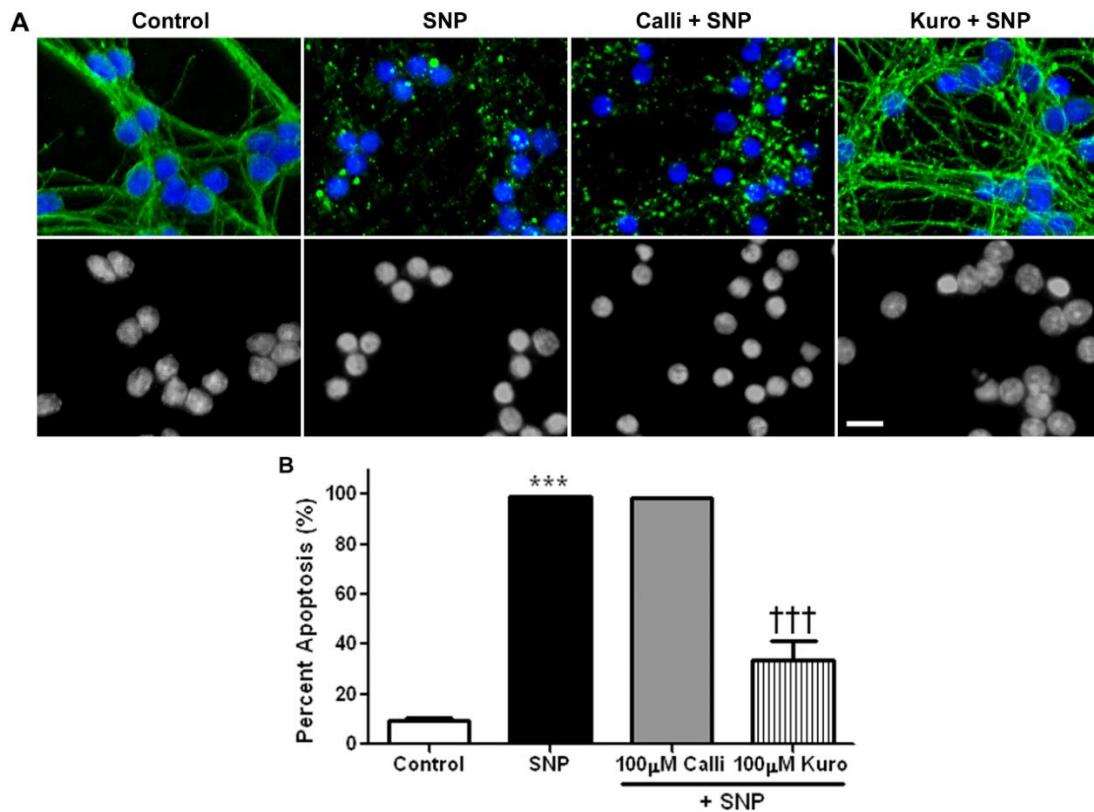 A
Control
SNP
Calli + SNP
Kuro + SNP
B
Percent Apoptosis (%)
100
80
60
40
20
0
***
†††
Control
SNP
100µM Calli
100µM Kuro
+ SNP